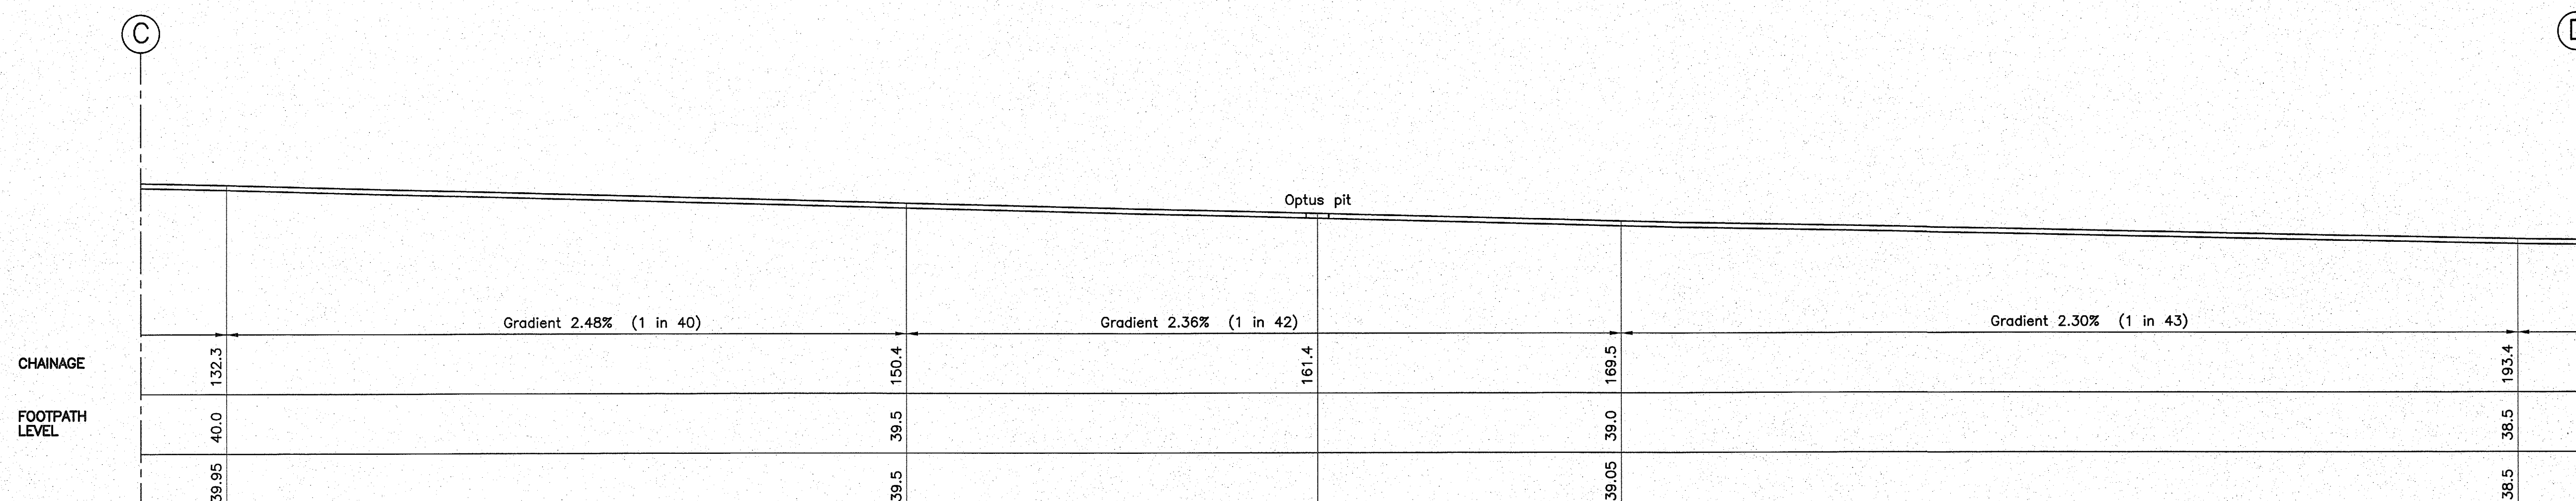 C
Optus pit
Gradient 2.48% (1 in 40)
Gradient 2.36% (1 in 42)
Gradient 2.30% (1 in 43)
CHAINAGE
132.3
150.4
161.4
169.5
193.4
FOOTPATH
LEVEL
40.0
39.5
39.0
38.5
39.95
39.5
39.05
38.5